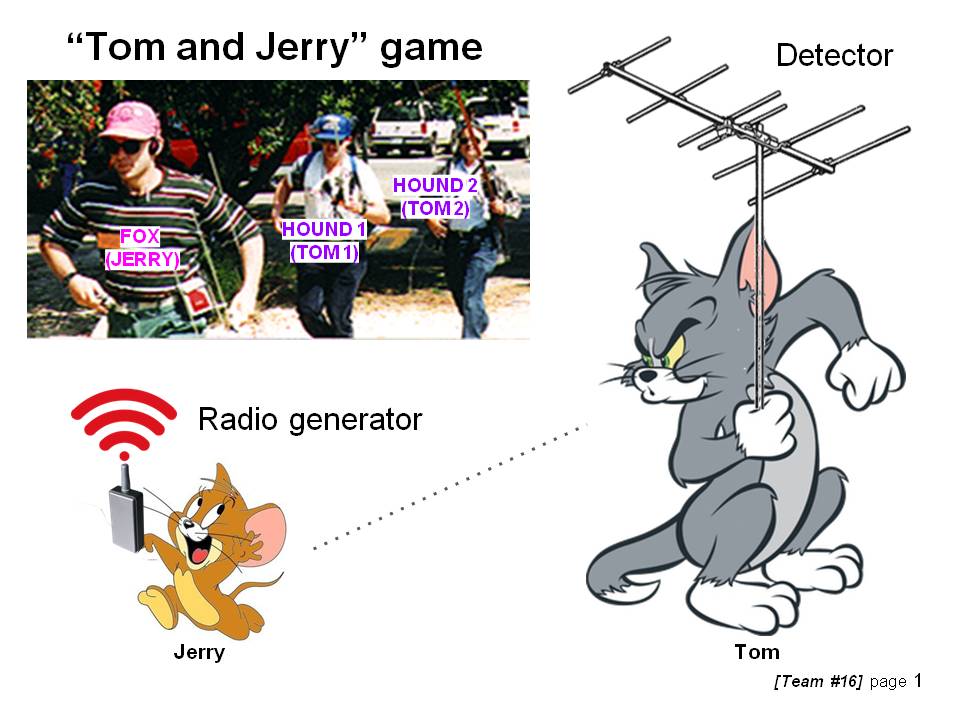 “Tom and Jerry” game
Detector
HOUND 2
(TOM 2)
HOUND 1
(TOM 1)
FOX
(JERRY)
Radio generator
Jerry
Tom
[Team #16] page 1